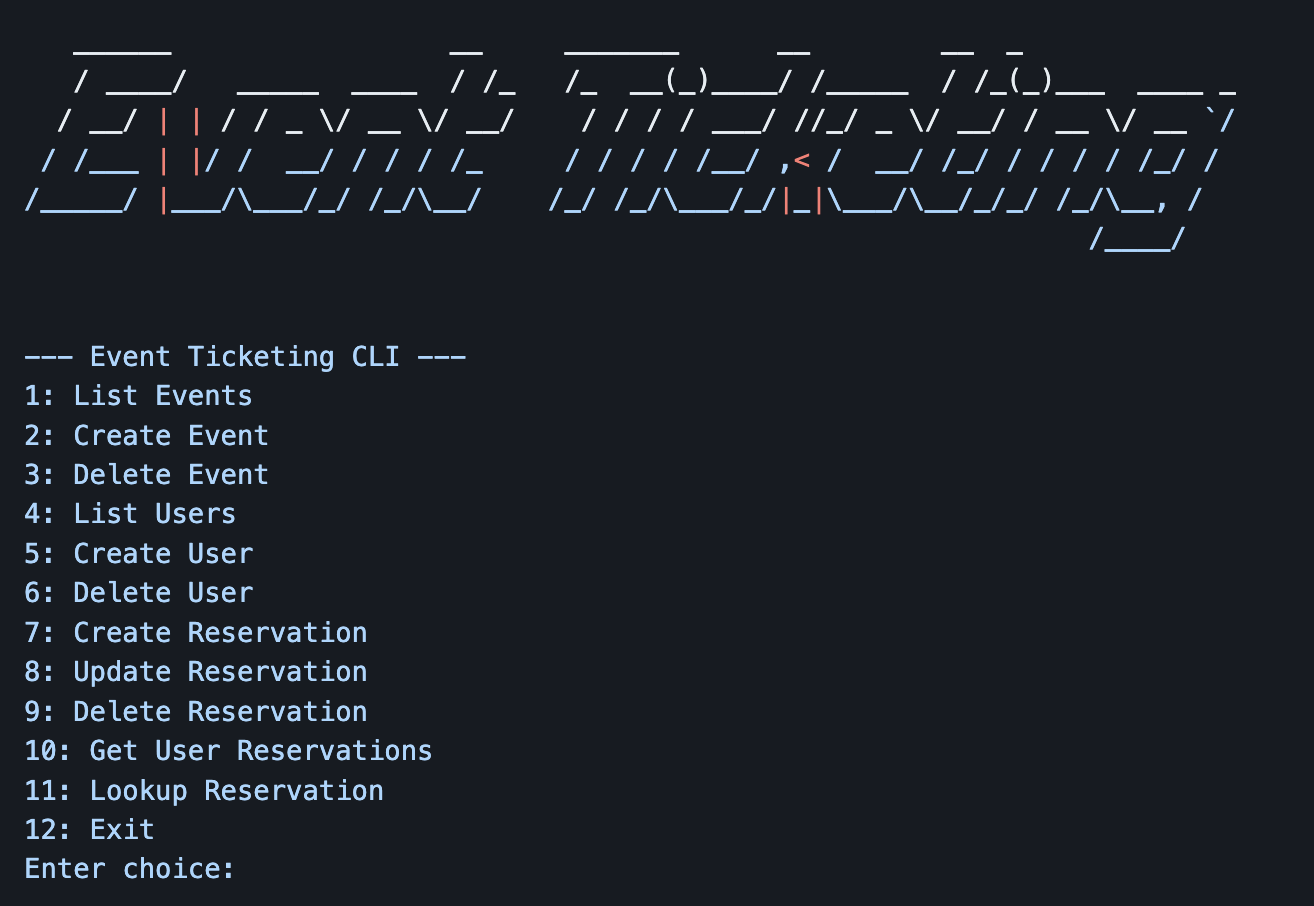 Event Ticketing
--- Event Ticketing CLI ---
1: List Events
2: Create Event
3: Delete Event
4: List Users
5: Create User
6: Delete User
7: Create Reservation
8: Update Reservation
9: Delete Reservation
10: Get User Reservations
11: Lookup Reservation
12: Exit
Enter choice: